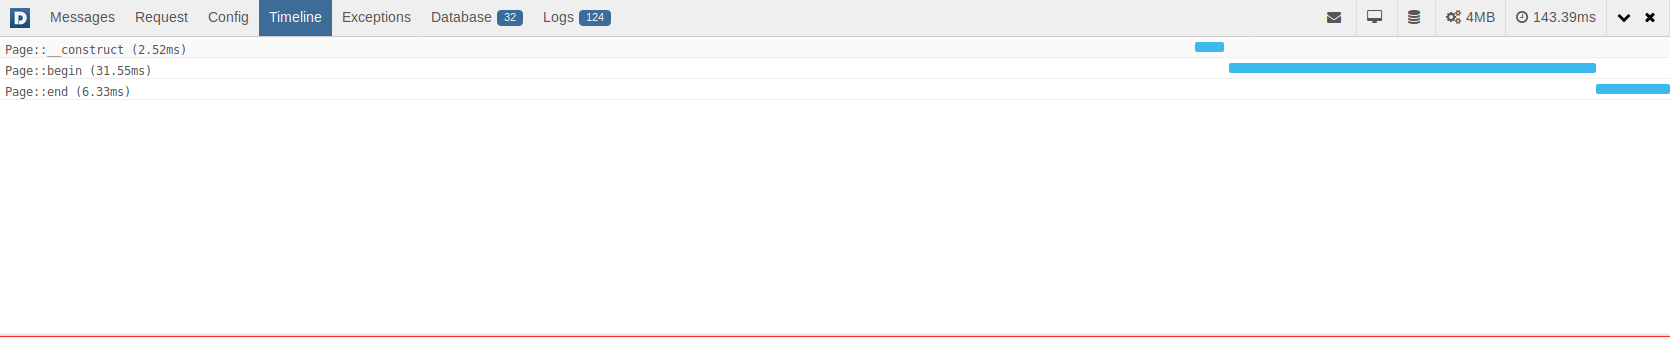 D Messages Request Config Timeline Exceptions Database 32 Logs 124 4MB 143.39ms
Page::__construct (2.52ms)
Page::begin (31.55ms)
Page::end (6.33ms)